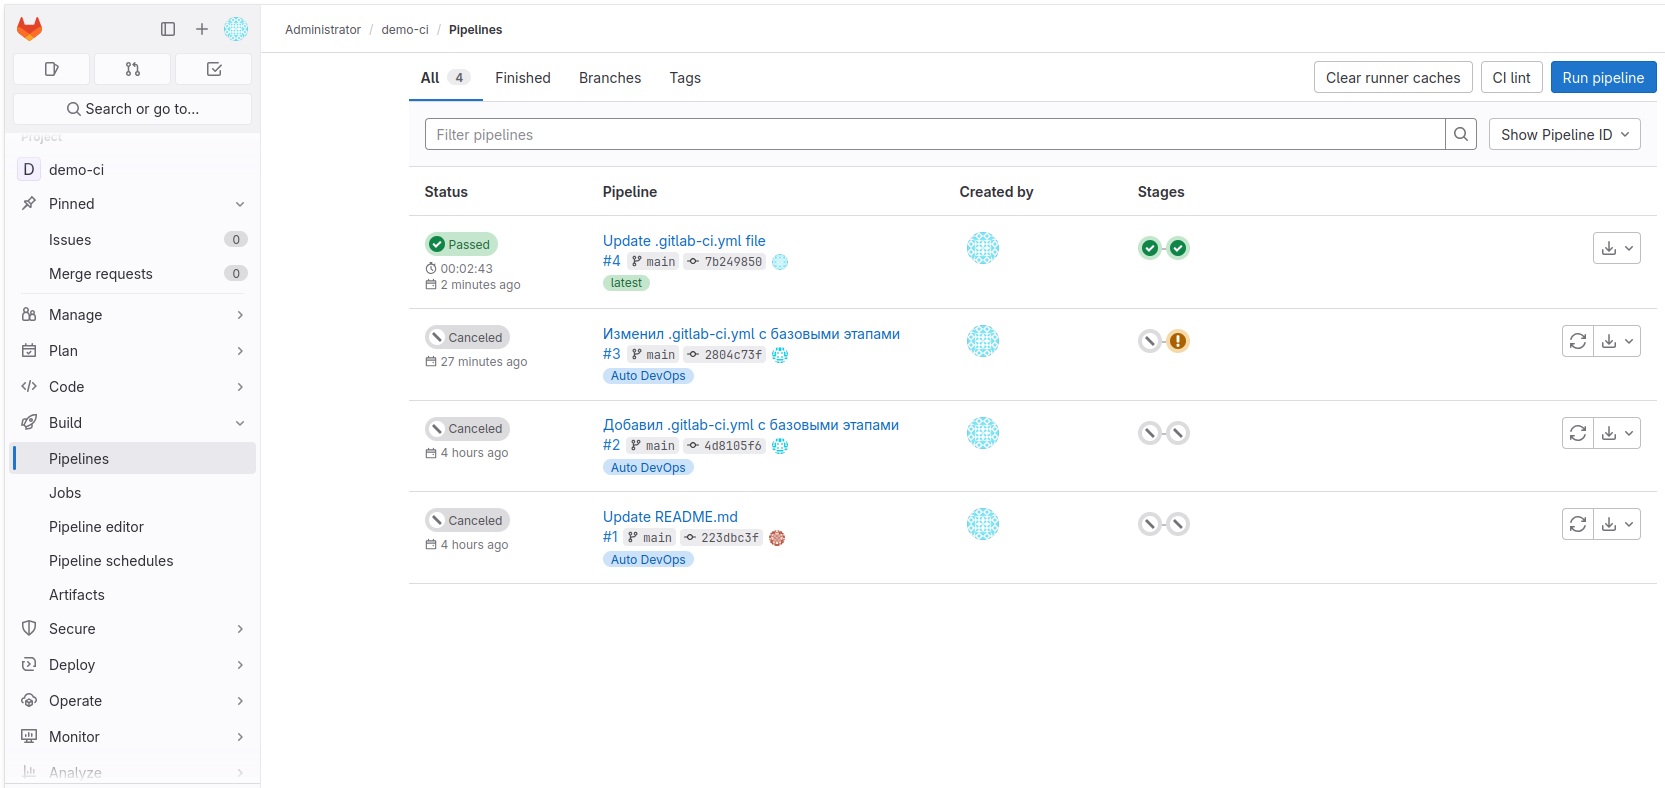 Administrator / demo-ci / Pipelines
Search or go to...
Project
D demo-ci
Pinned
Issues 0
Merge requests 0
Manage
Plan
Code
Build
Pipelines
Jobs
Pipeline editor
Pipeline schedules
Artifacts
Secure
Deploy
Operate
Monitor
Analyze
All 4 Finished Branches Tags
Clear runner caches CI lint Run pipeline
Filter pipelines Show Pipeline ID
Status Pipeline Created by Stages
Passed
00:02:43
2 minutes ago
Update .gitlab-ci.yml file
#4 main 7b249850
latest
Canceled
27 minutes ago
Изменил .gitlab-ci.yml с базовыми этапами
#3 main 2804c73f
Auto DevOps
Canceled
4 hours ago
Добавил .gitlab-ci.yml с базовыми этапами
#2 main 4d8105f6
Auto DevOps
Canceled
4 hours ago
Update README.md
#1 main 223dbc3f
Auto DevOps